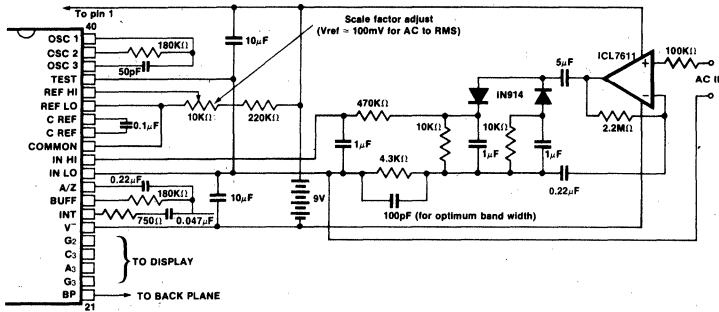 To pin 1
40
OSC 1
CSC 2
OSC 3
TEST
REF HI
REF LO
C REF
C REF
COMMON
IN HI
IN LO
A/Z
BUFF
INT
V⁻
G2
C3
A3
G3
BP
21
180KΩ
50pF
10μF
Scale factor adjust
(Vref ≈ 100mV for AC to RMS)
10KΩ
220KΩ
0.1μF
0.22μF
180KΩ
750Ω
0.047μF
10μF
9V
TO DISPLAY
TO BACK PLANE
470KΩ
1μF
10KΩ
4.3KΩ
100pF (for optimum band width)
1μF
10KΩ
1μF
0.22μF
IN914
5μF
ICL7611
+
−
100KΩ
2.2MΩ
AC IN